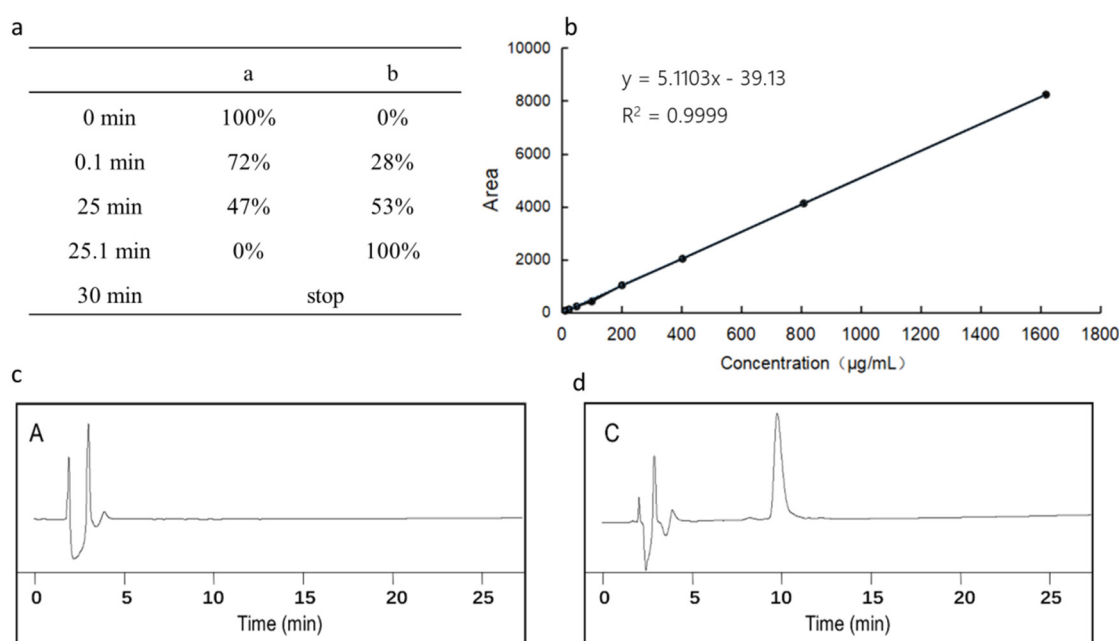 a
a b
0 min 100% 0%
0.1 min 72% 28%
25 min 47% 53%
25.1 min 0% 100%
30 min stop
b
y = 5.1103x - 39.13
R² = 0.9999
Area
10000
8000
6000
4000
2000
0
0 200 400 600 800 1000 1200 1400 1600 1800
Concentration（µg/mL）
c
A
0 5 10 15 20 25
Time (min)
d
C
0 5 10 15 20 25
Time (min)